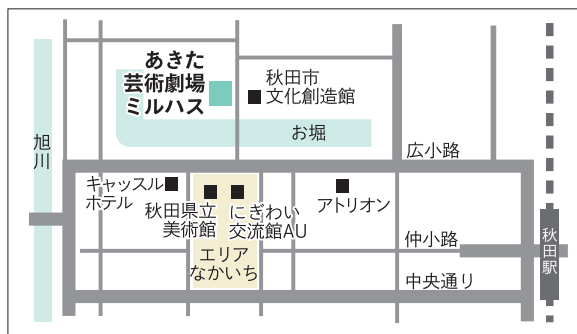 あきた
芸術劇場
ミルハス
秋田市
文化創造館
お堀
旭川
広小路
キャッスル
ホテル
秋田県立
美術館
にぎわい
交流館AU
アトリオン
エリア
なかいち
仲小路
中央通り
秋田駅